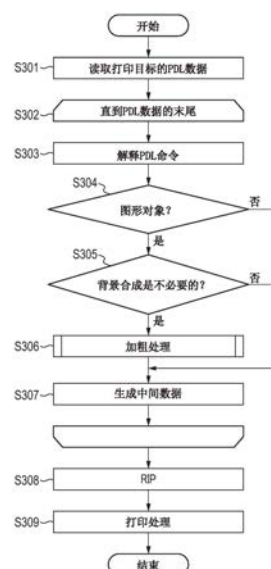 开始
S301
读取打印目标的PDL数据
S302
直到PDL数据的末尾
S303
解释PDL命令
S304
图形对象?
否
是
S305
背景合成是不必要的?
否
是
S306
加粗处理
S307
生成中间数据
S308
RIP
S309
打印处理
结束